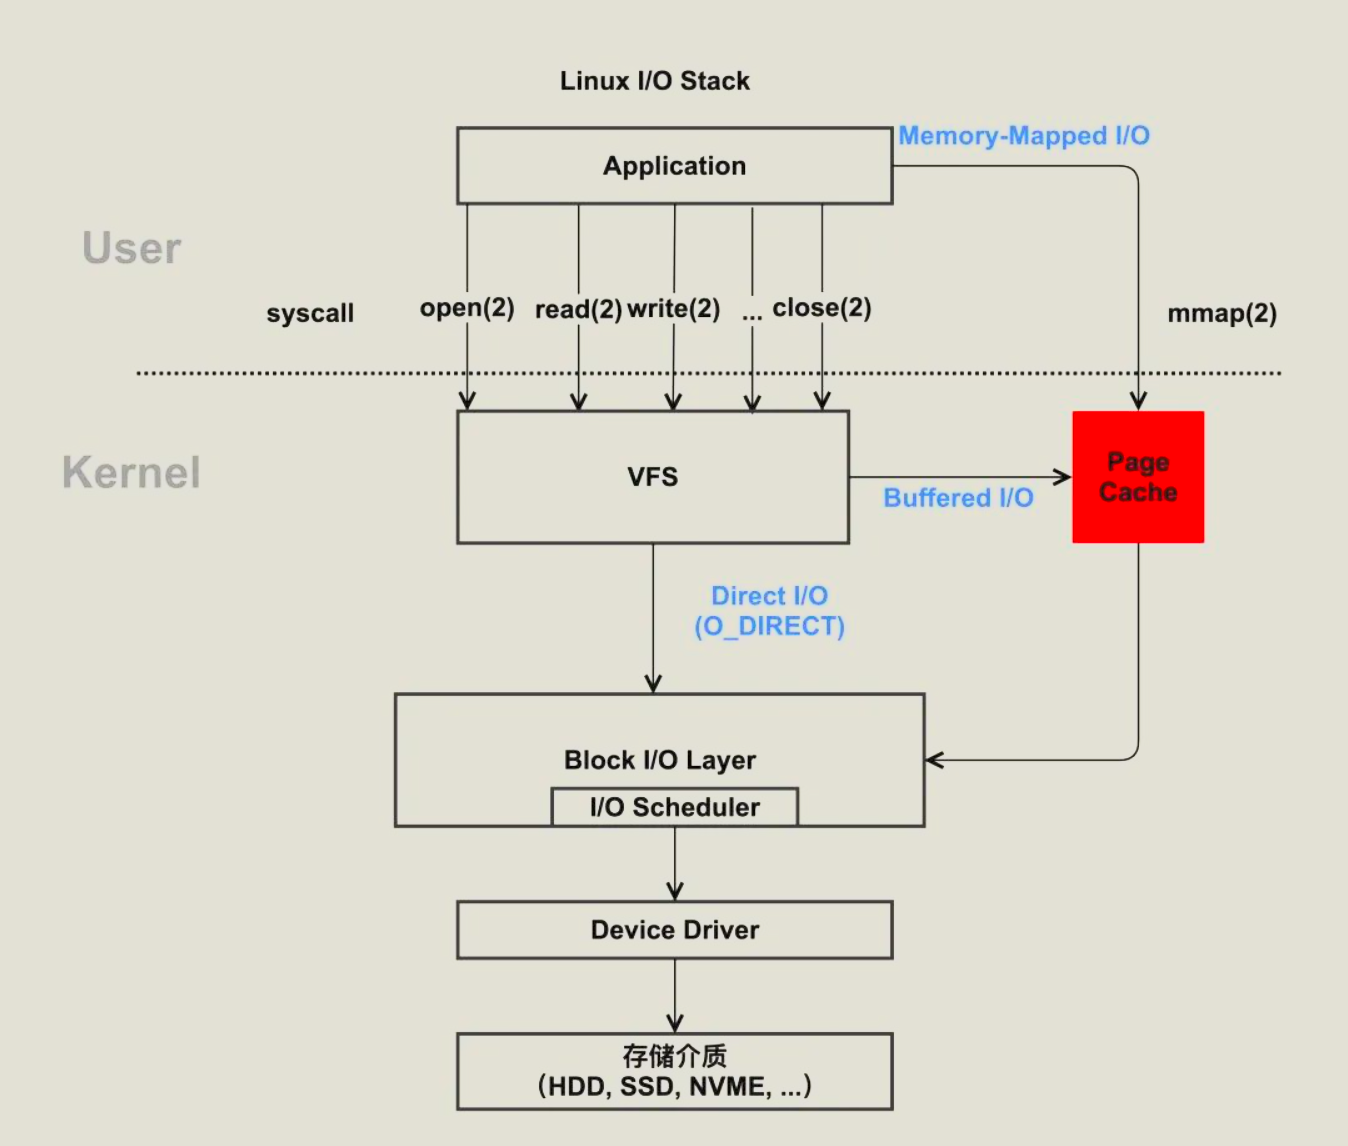 Linux I/O Stack
Memory-Mapped I/O
Application
User
syscall
open(2)
read(2)
write(2)
...
close(2)
mmap(2)
Kernel
VFS
Buffered I/O
Page
Cache
Direct I/O
(O_DIRECT)
Block I/O Layer
I/O Scheduler
Device Driver
存储介质
(HDD, SSD, NVME, ...)